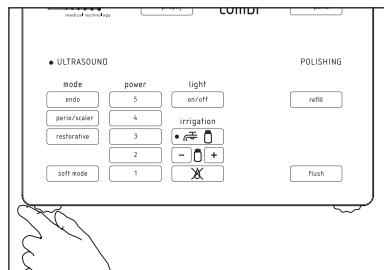 medical technology
combi
• ULTRASOUND POLISHING
mode power light
endo 5 on/off refill
perio/scaler 4
irrigation
restorative 3
2 - +
soft mode 1 flush